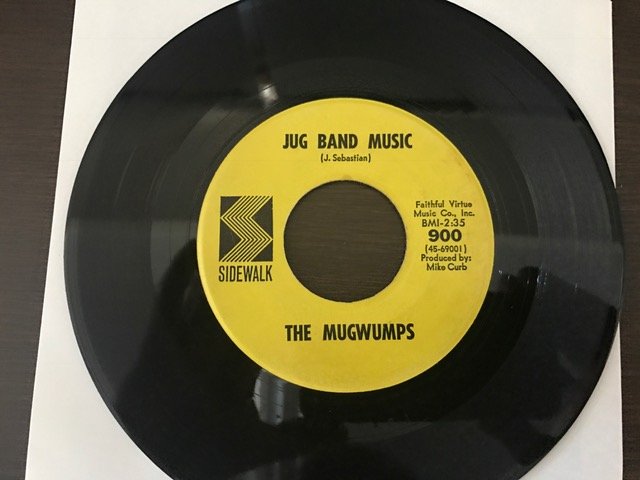 JUG BAND MUSIC
(J. Sebastian)
SIDEWALK
Faithful Virtue
Music Co., Inc.
BMI-2:35
900
(45-69001)
Produced by:
Mike Curb
THE MUGWUMPS